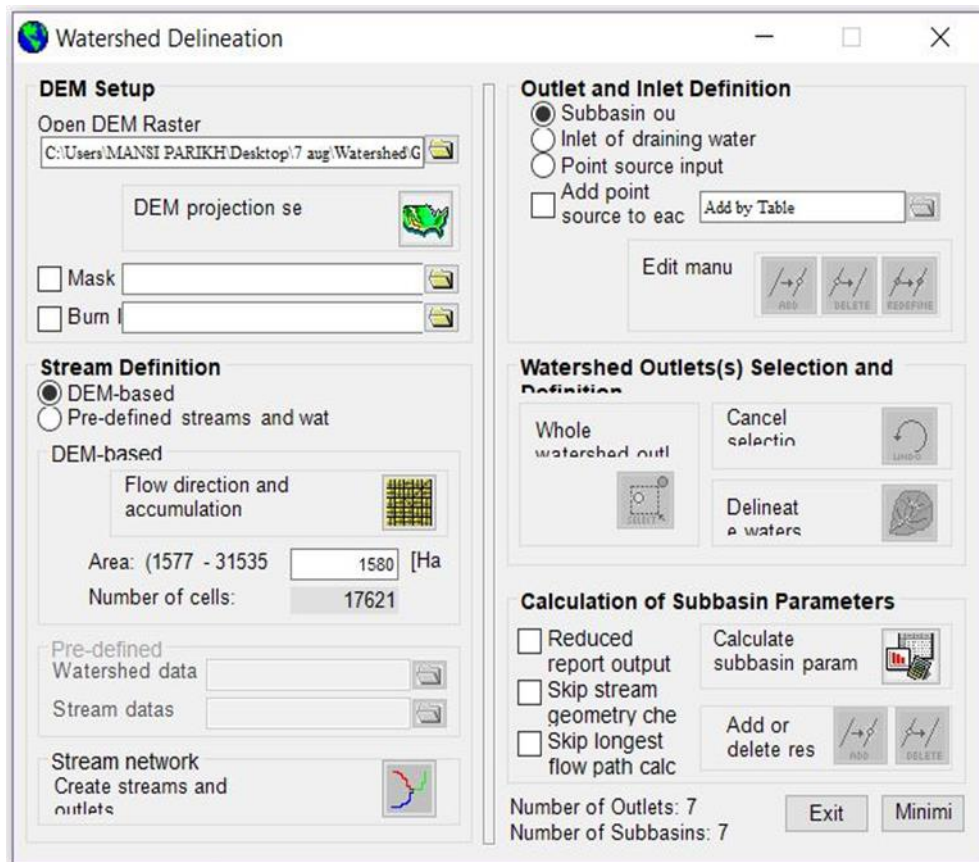 Watershed Delineation
DEM Setup
Open DEM Raster
C:\Users\MANSI PARIKH\Desktop\7 aug\Watershed\G
DEM projection se
Mask
Burn I
Stream Definition
DEM-based
Pre-defined streams and wat
DEM-based
Flow direction and
accumulation
Area: (1577 - 31535 1580 [Ha
Number of cells: 17621
Pre-defined
Watershed data
Stream datas
Stream network
Create streams and
outlets
Outlet and Inlet Definition
Subbasin ou
Inlet of draining water
Point source input
Add point
source to eac
Add by Table
Edit manu
ADD DELETE REDEFINE
Watershed Outlets(s) Selection and
Definition
Whole
watershed outl
SELECT
Cancel
selectio
UNDO
Delineat
e waters
Calculation of Subbasin Parameters
Reduced
report output
Skip stream
geometry che
Skip longest
flow path calc
Calculate
subbasin param
Add or
delete res
ADD DELETE
Number of Outlets: 7
Number of Subbasins: 7
Exit Minimi